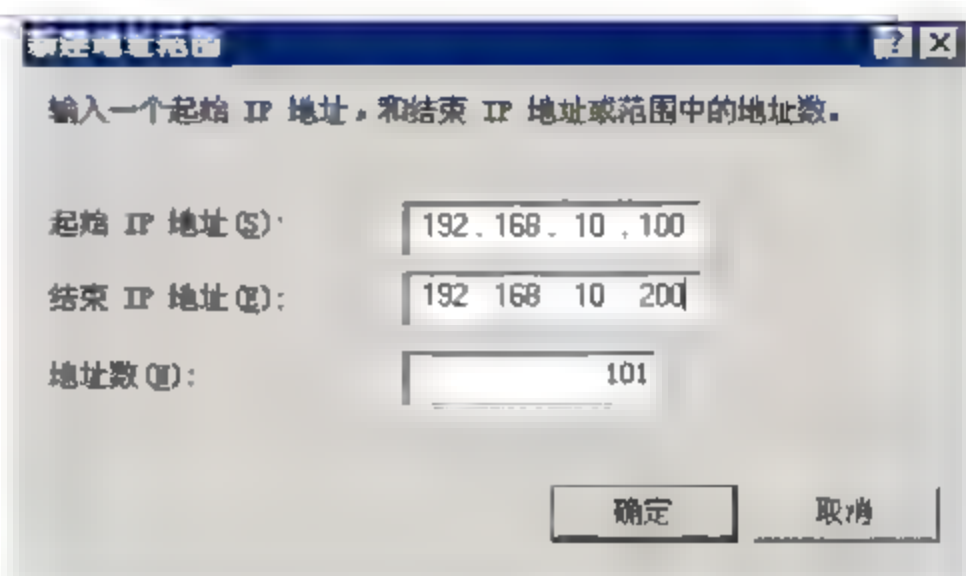 新建地址范围
输入一个起始 IP 地址，和结束 IP 地址或范围中的地址数。
起始 IP 地址(S):
192.168.10.100
结束 IP 地址(E):
192 168 10 200
地址数(N):
101
确定
取消